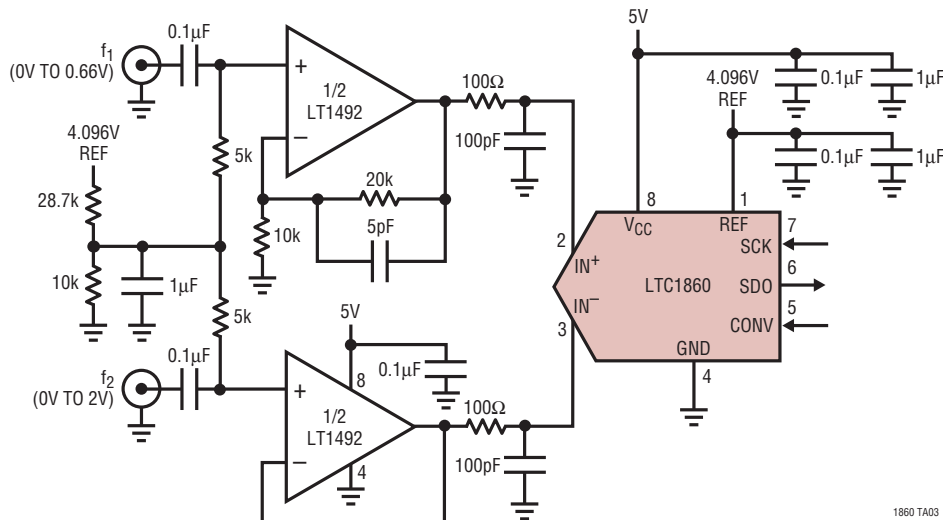 f1
(0V TO 0.66V)
0.1µF
4.096V
REF
28.7k
10k
1µF
5k
5k
+
–
1/2
LT1492
10k
20k
5pF
100Ω
100pF
5V
0.1µF
1µF
4.096V
REF
0.1µF
1µF
8
1
VCC
REF
7
SCK
6
SDO
5
CONV
2
IN+
LTC1860
IN–
3
GND
4
f2
(0V TO 2V)
0.1µF
5V
8
0.1µF
+
–
1/2
LT1492
4
100Ω
100pF
1860 TA03